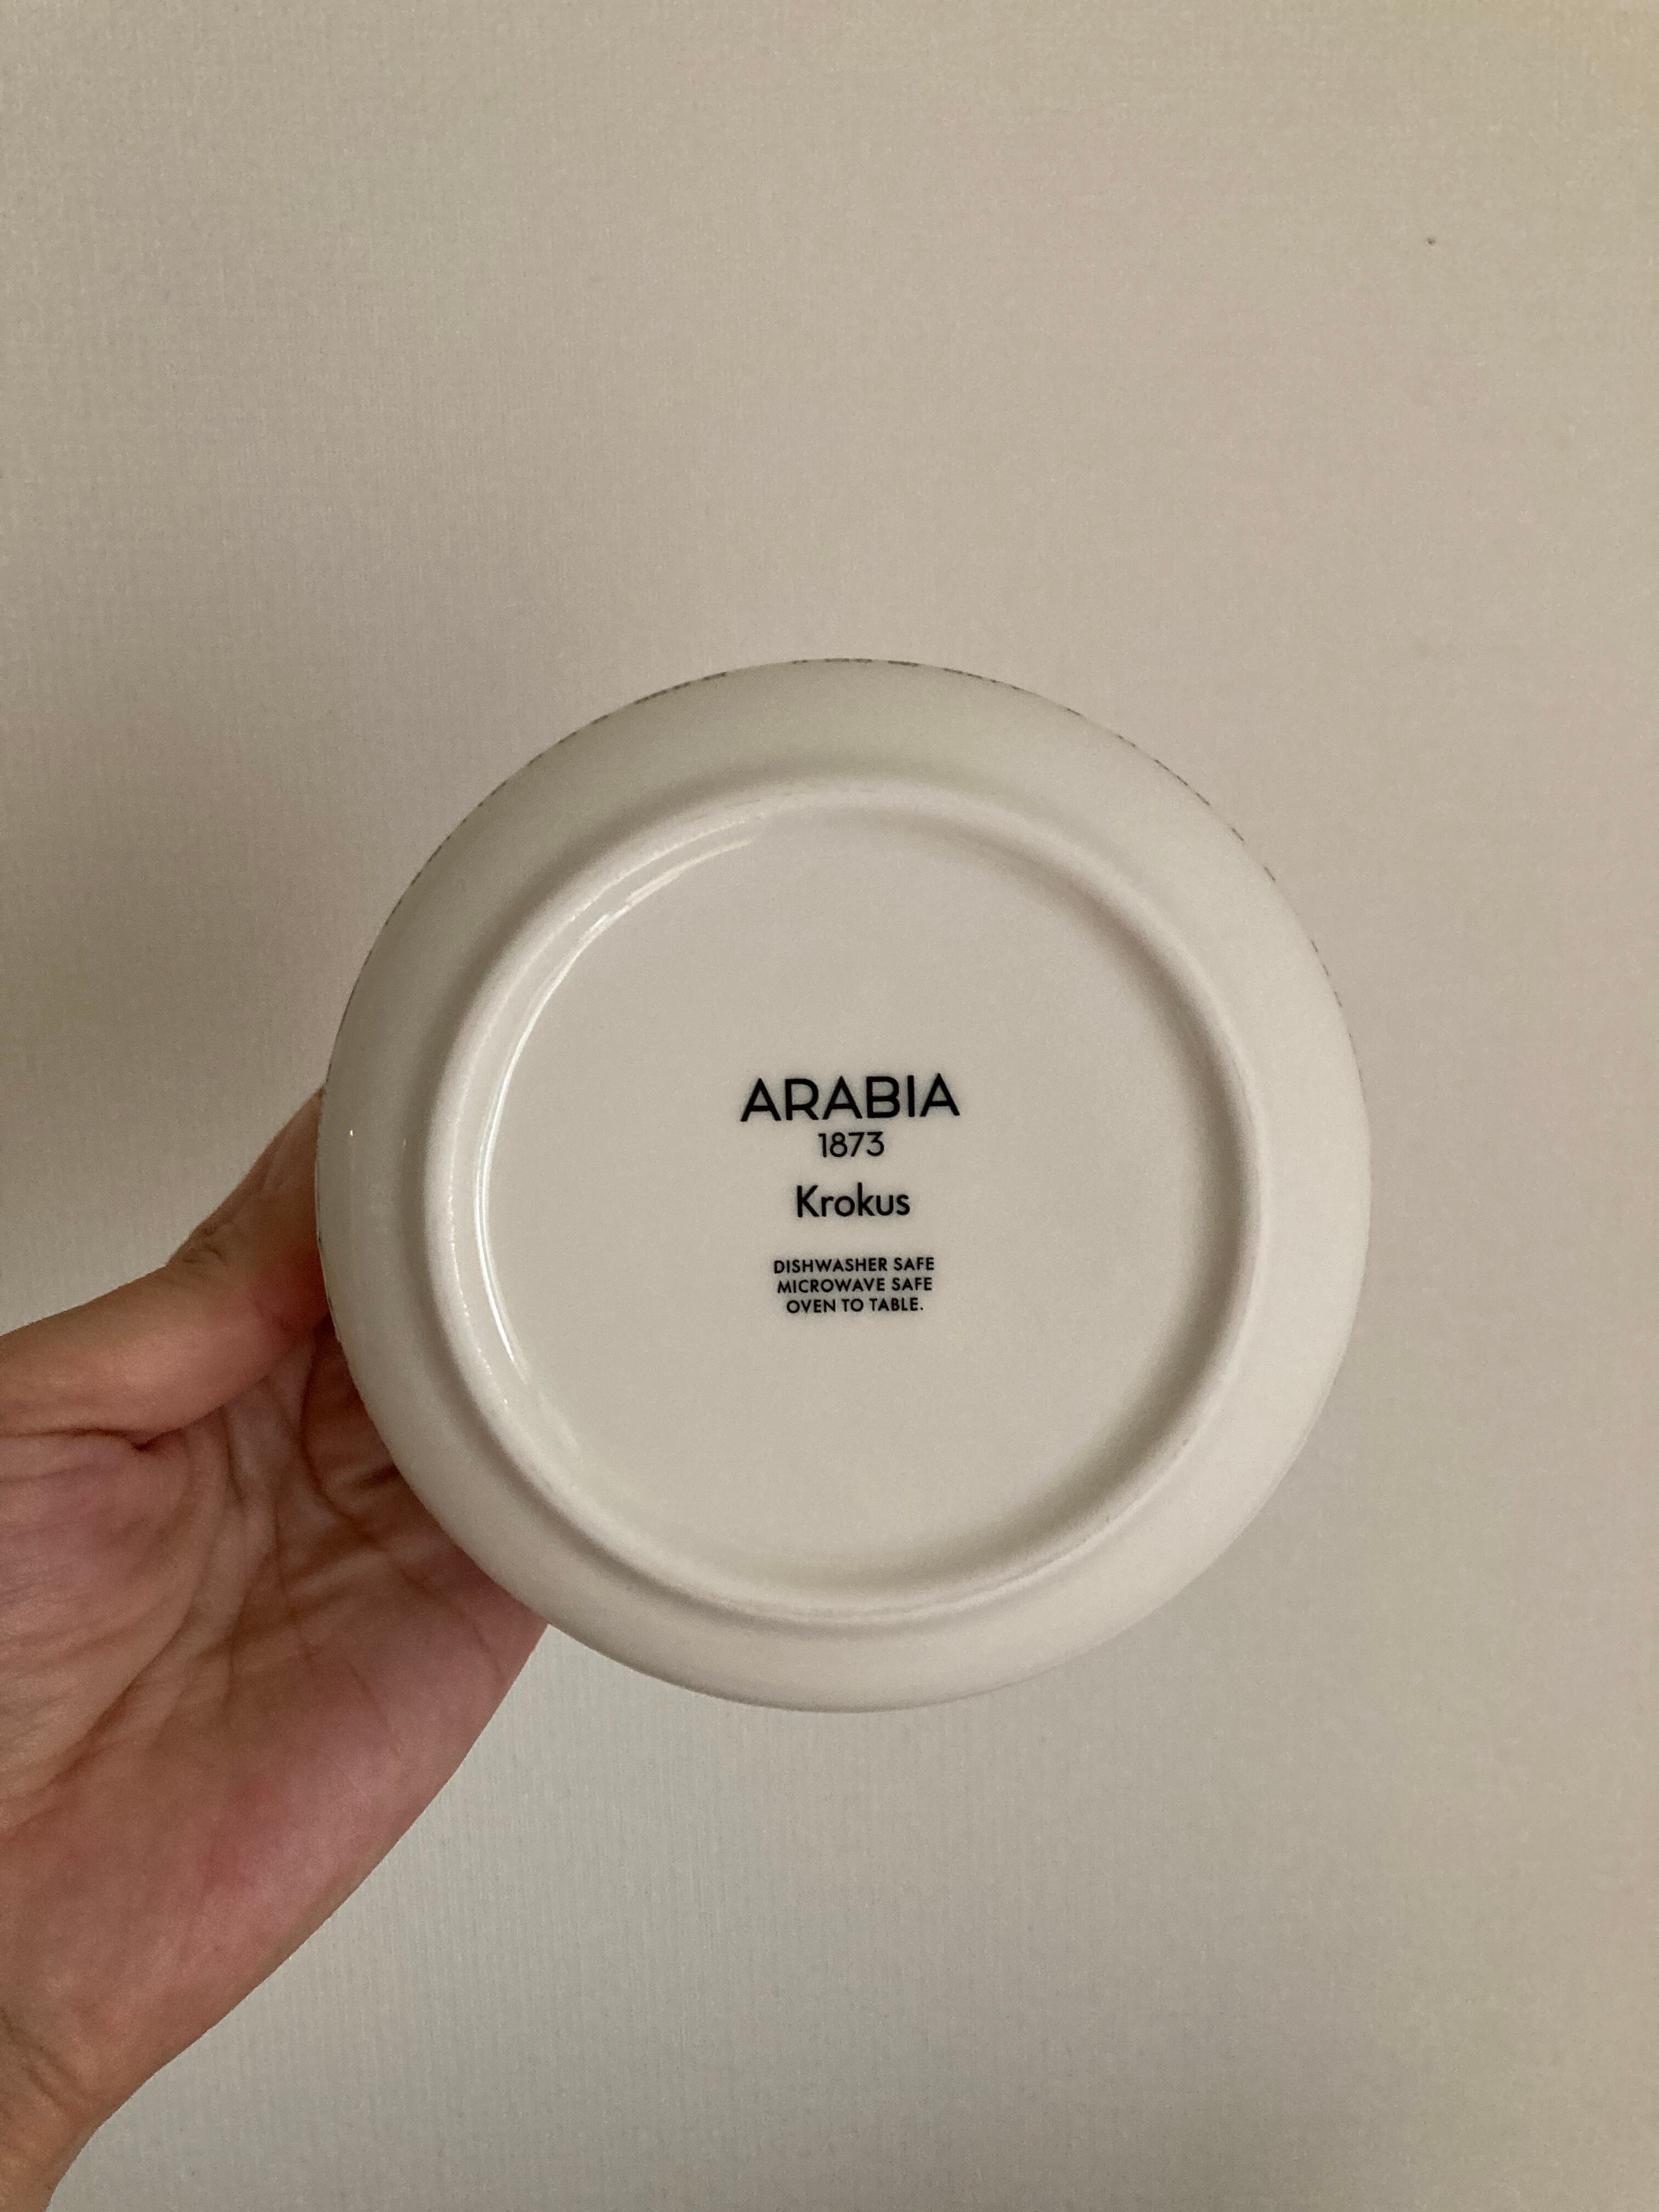 ARABIA
1873
Krokus
DISHWASHER SAFE
MICROWAVE SAFE
OVEN TO TABLE.